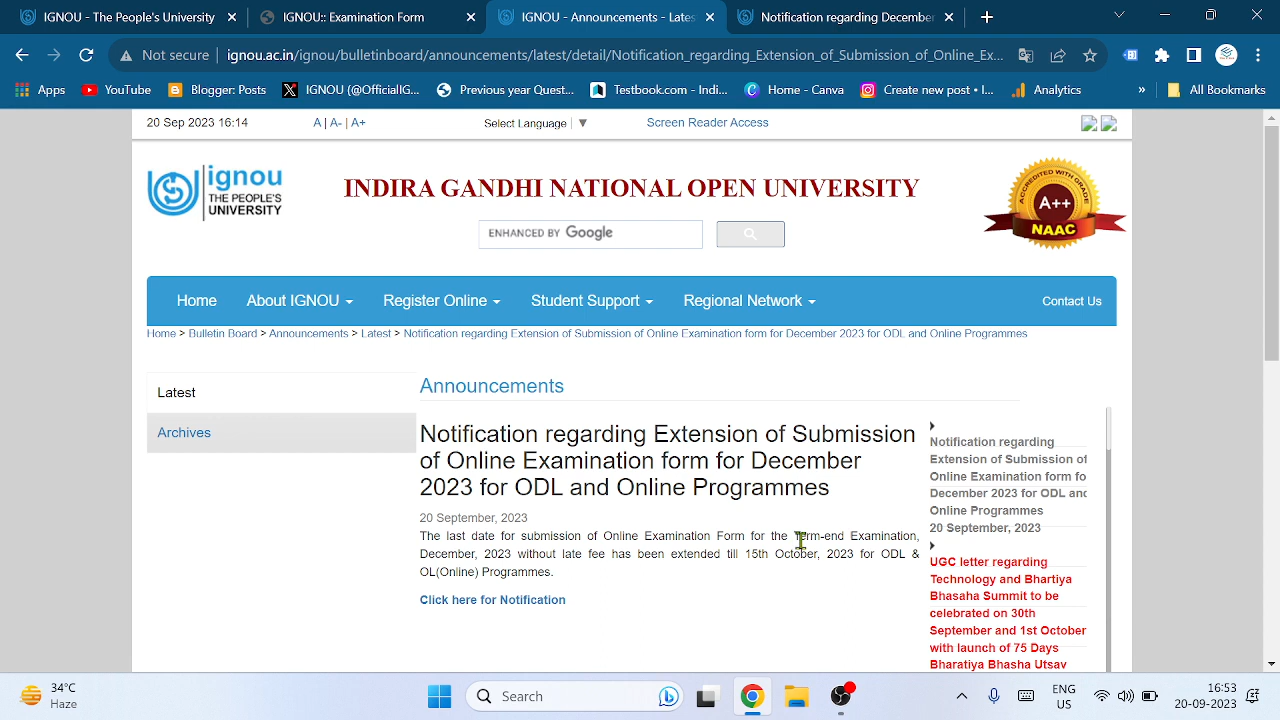 IGNOU - The People's University
IGNOU:: Examination Form
IGNOU - Announcements - Lates
Notification regarding December
Not secure
ignou.ac.in/ignou/bulletinboard/announcements/latest/detail/Notification_regarding_Extension_of_Submission_of_Online_Ex...
Apps
YouTube
Blogger: Posts
IGNOU (@OfficialG...
Previous year Quest...
Testbook.com - Indi...
Home - Canva
Create new post • I...
Analytics
»
All Bookmarks
20 Sep 2023 16:14
A | A- | A+
Select Language ▼
Screen Reader Access
ignou
THE PEOPLE'S
UNIVERSITY
INDIRA GANDHI NATIONAL OPEN UNIVERSITY
ENHANCED BY Google
ACCREDITED WITH GRADE
A++
NAAC
Home
About IGNOU
Register Online
Student Support
Regional Network
Contact Us
Home > Bulletin Board > Announcements > Latest > Notification regarding Extension of Submission of Online Examination form for December 2023 for ODL and Online Programmes
Latest
Archives
Announcements
Notification regarding Extension of Submission
of Online Examination form for December
2023 for ODL and Online Programmes
20 September, 2023
The last date for submission of Online Examination Form for the Term-end Examination,
December, 2023 without late fee has been extended till 15th October, 2023 for ODL &
OL(Online) Programmes.
Click here for Notification
Notification regarding
Extension of Submission of
Online Examination form fo
December 2023 for ODL and
Online Programmes
20 September, 2023
UGC letter regarding
Technology and Bhartiya
Bhasaha Summit to be
celebrated on 30th
September and 1st October
with launch of 75 Days
Bharatiya Bhasha Utsav
34°C
Haze
Search
ENG
US
16:53
20-09-2023